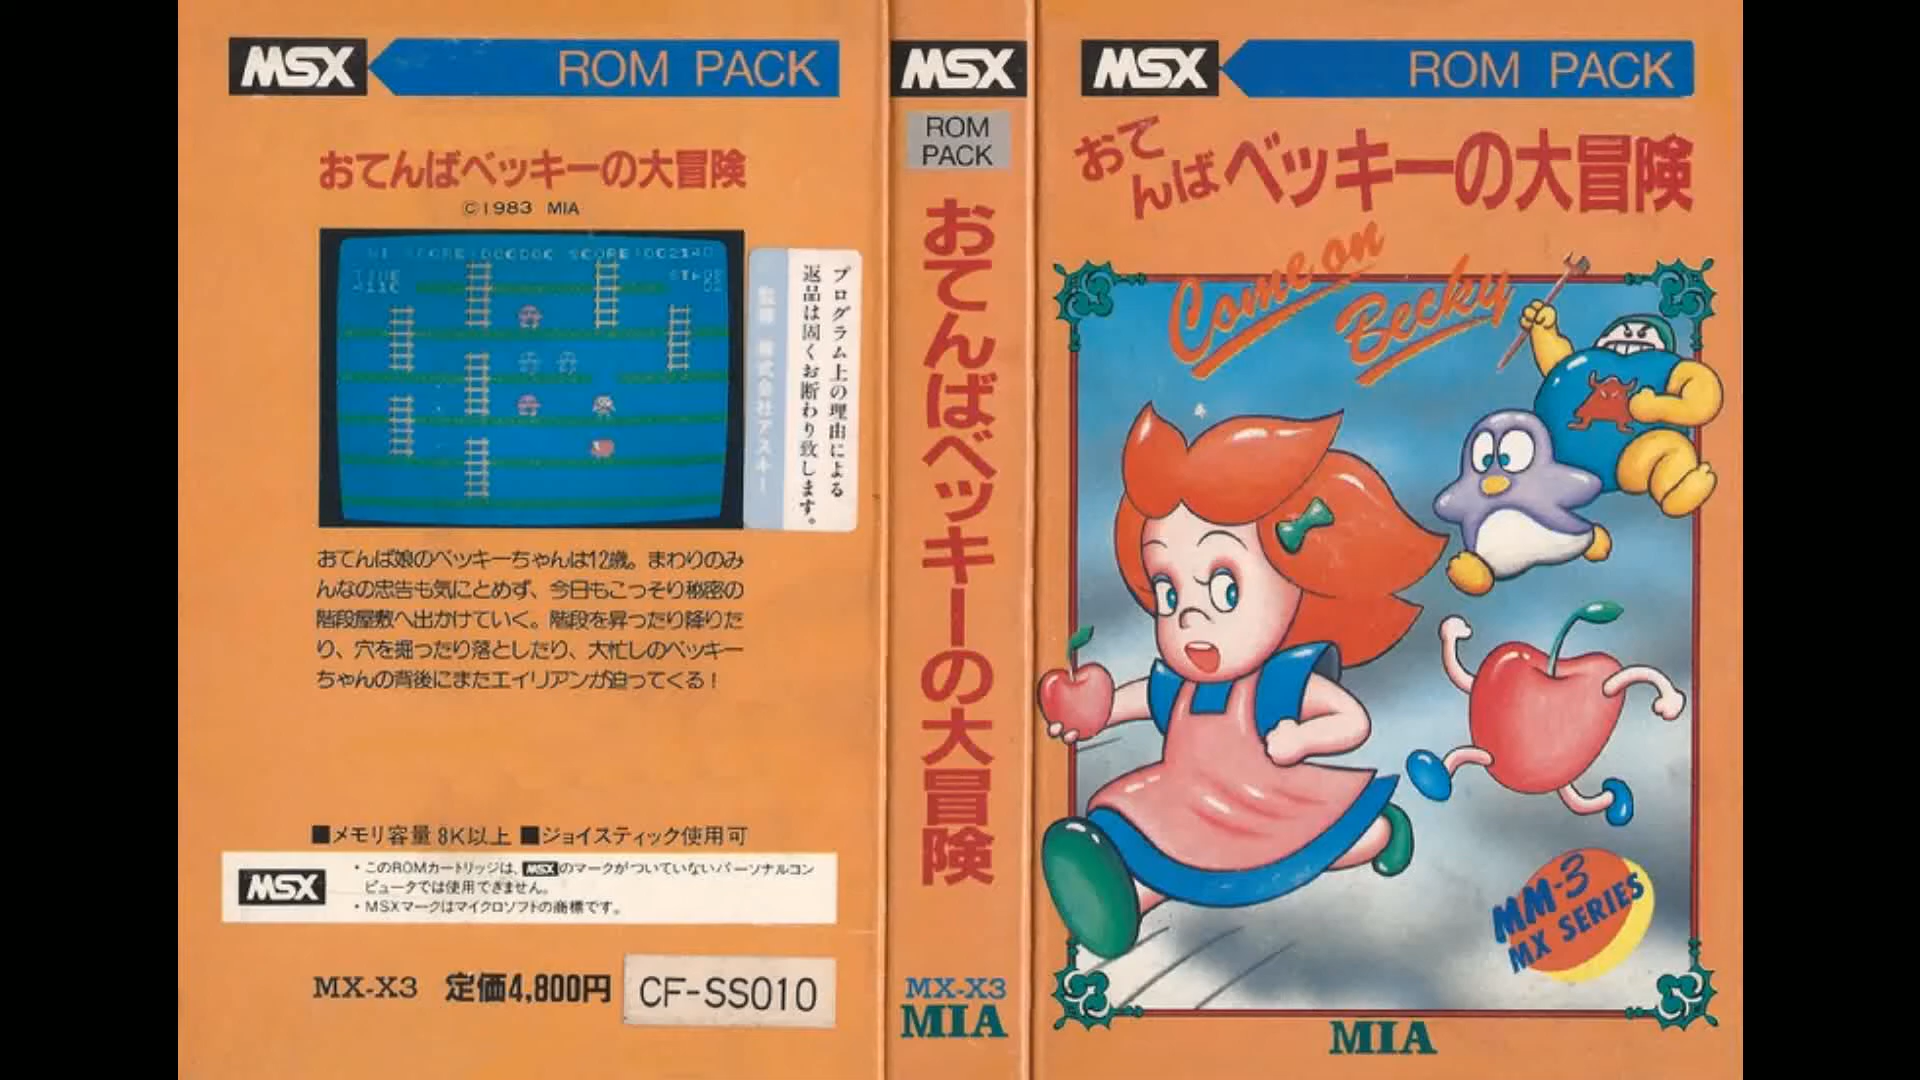 MSX
ROM PACK
おてんばベッキーの大冒険
©1983 MIA
HI SCORE:000000 SCORE:002140
TIME
STAGE
プログラム上の理由による
返品は固くお断わり致します。
株式会社アスキー
おてんば娘のベッキーちゃんは12歳。まわりのみ
んなの忠告も気にとめず、今日もこっそり秘密の
階段屋敷へ出かけていく。階段を昇ったり降りた
り、穴を掘ったり落としたり、大忙しのベッキー
ちゃんの背後にまたエイリアンが迫ってくる！
■メモリ容量8K以上 ■ジョイスティック使用可
MSX
・このROMカートリッジは、MSXのマークがついていないパーソナルコン
ピュータでは使用できません。
・MSXマークはマイクロソフトの商標です。
MX-X3 定価4,800円
CF-SS010
MSX
ROM
PACK
おてんばベッキーの大冒険
MX-X3
MIA
MSX
ROM PACK
おてんばベッキーの大冒険
Come on
Becky
MM-3
MX SERIES
MIA